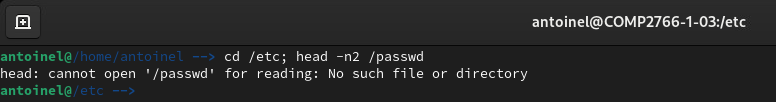 antoinel@COMP2766-1-03:/etc
antoinel@/home/antoinel --> cd /etc; head -n2 /passwd
head: cannot open '/passwd' for reading: No such file or directory
antoinel@/etc -->